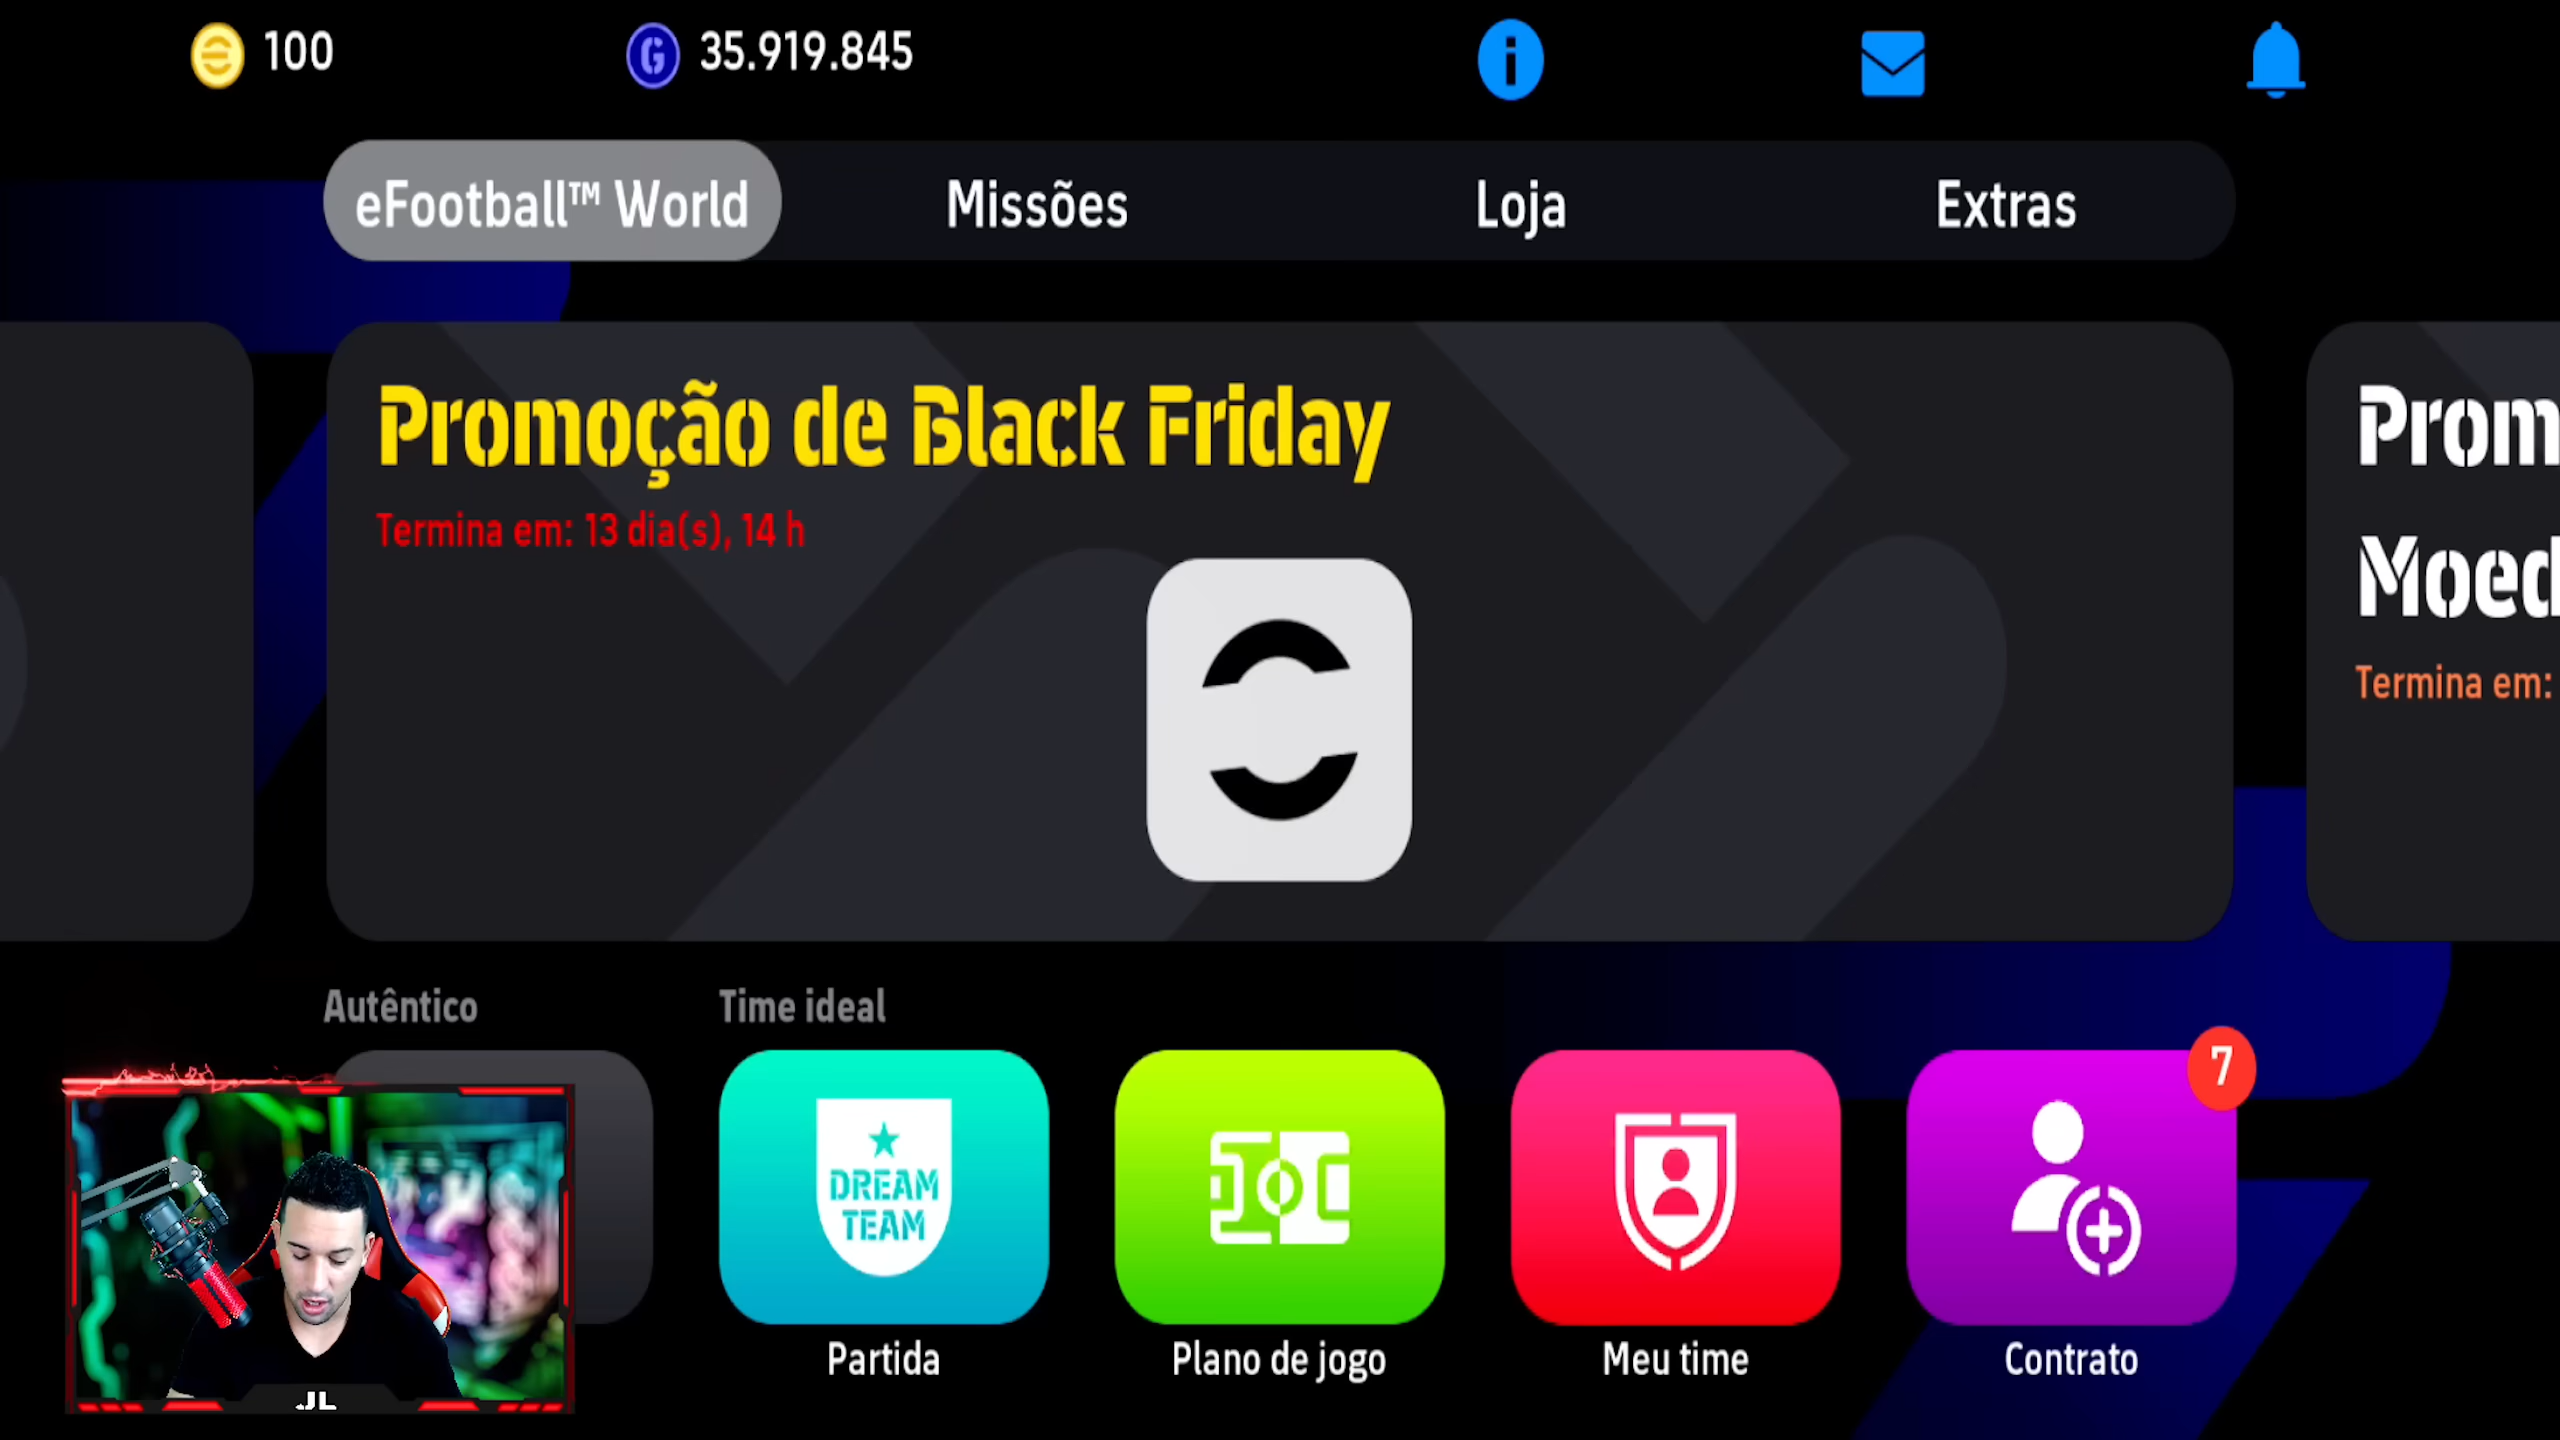 100
35.919.845
eFootball™ World
Missões
Loja
Extras
Promoção de Black Friday
Termina em: 13 dia(s), 14 h
Prom
Moed
Termina em:
Autêntico
Time ideal
7
DREAM
TEAM
Partida
Plano de jogo
Meu time
Contrato
JL